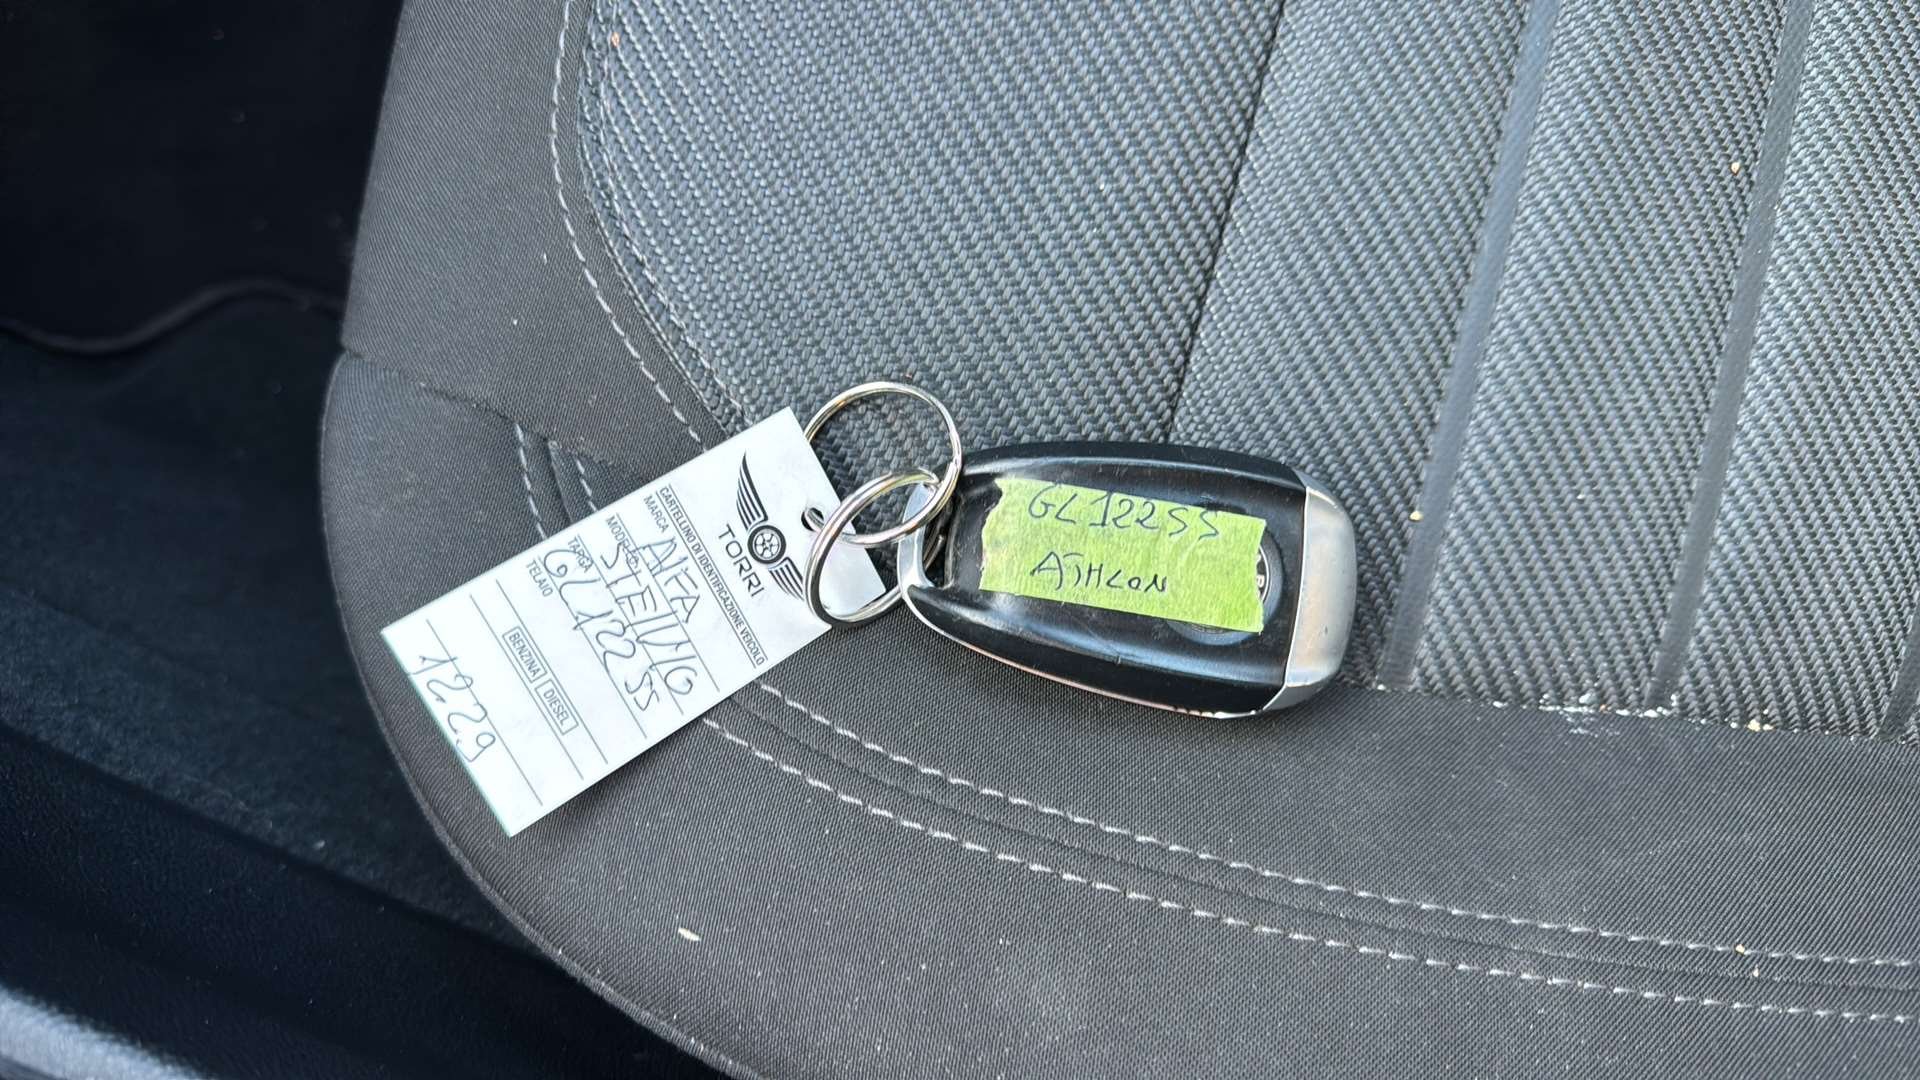 TORRI
CARTELLINO DI IDENTIFICAZIONE VEICOLO
MARCA ALFA
MODELLO STELVIO
TARGA GL122SS
TELAIO
BENZINA DIESEL
1229
GL122SS
ATHLON